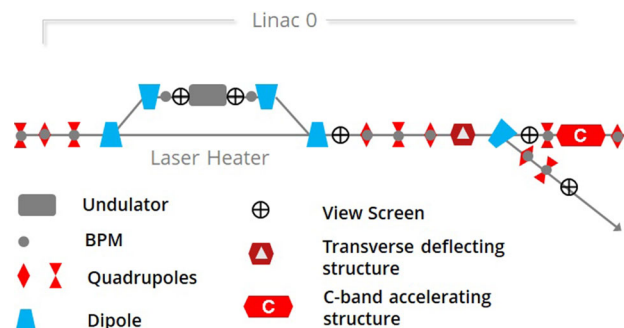 Linac 0
C
Laser Heater
Undulator
View Screen
BPM
Transverse deflecting
structure
Quadrupoles
C
C-band accelerating
structure
Dipole